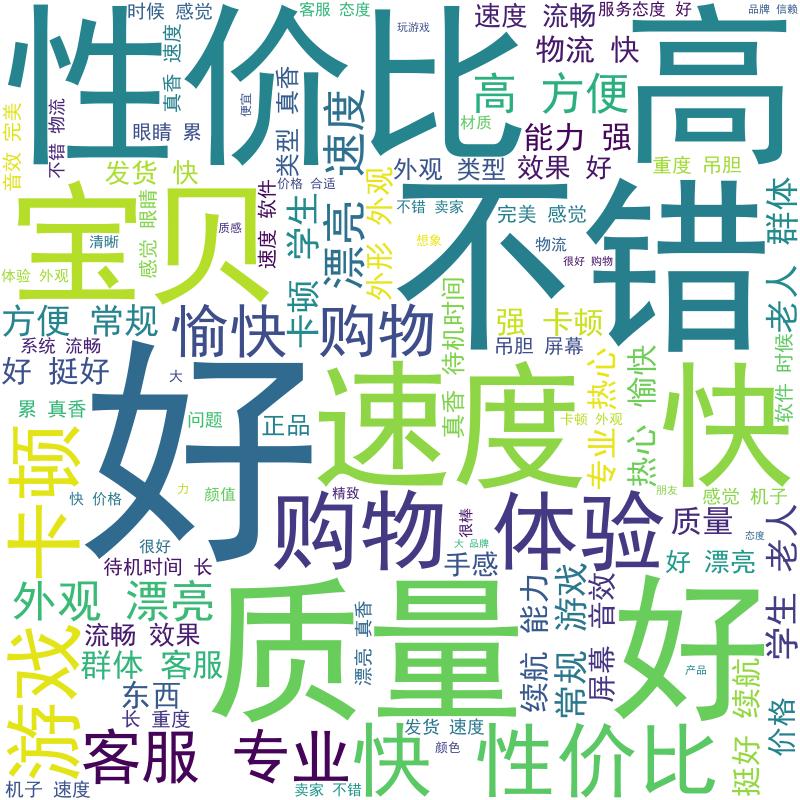 时候 感觉
客服 态度
速度 流畅
服务态度 好
品牌 信赖
性价比 高
玩游戏
物流 快
真香 速度
音效 完美
不错 物流
眼睛 累
便宜
类型 真香
速度
高 方便
材质
能力 强
发货 快
外观 类型
效果 好
重度 吊胆
价格 合适
宝贝
感觉 眼睛
质感
速度 软件
卡顿 学生
漂亮
外形 外观
不错 卖家
完美 感觉
不错
老人 群体
清晰
想象
物流
很好 购物
体验 外观
方便 常规
愉快 购物
待机时间
强 卡顿
吊胆 屏幕
系统 流畅
好 挺好
大
好
速度 快
真香
专业 热心
热心 愉快
软件 时候
累 真香
问题
正品
卡顿 外观
卡顿
快 价格
力
颜值
精致
购物 体验
很棒
大 品牌
朋友
感觉 机子
质量
态度
老人
很好
待机时间 长
手感
好 漂亮
外观 漂亮
质量 好
漂亮 真香
能力
续航
常规 游戏
屏幕 音效
学生
流畅 效果
游戏
群体 客服
产品
东西
长 重度
挺好 续航
价格
客服 专业
发货 速度
颜色
快 性价比
机子 速度
卖家 不错